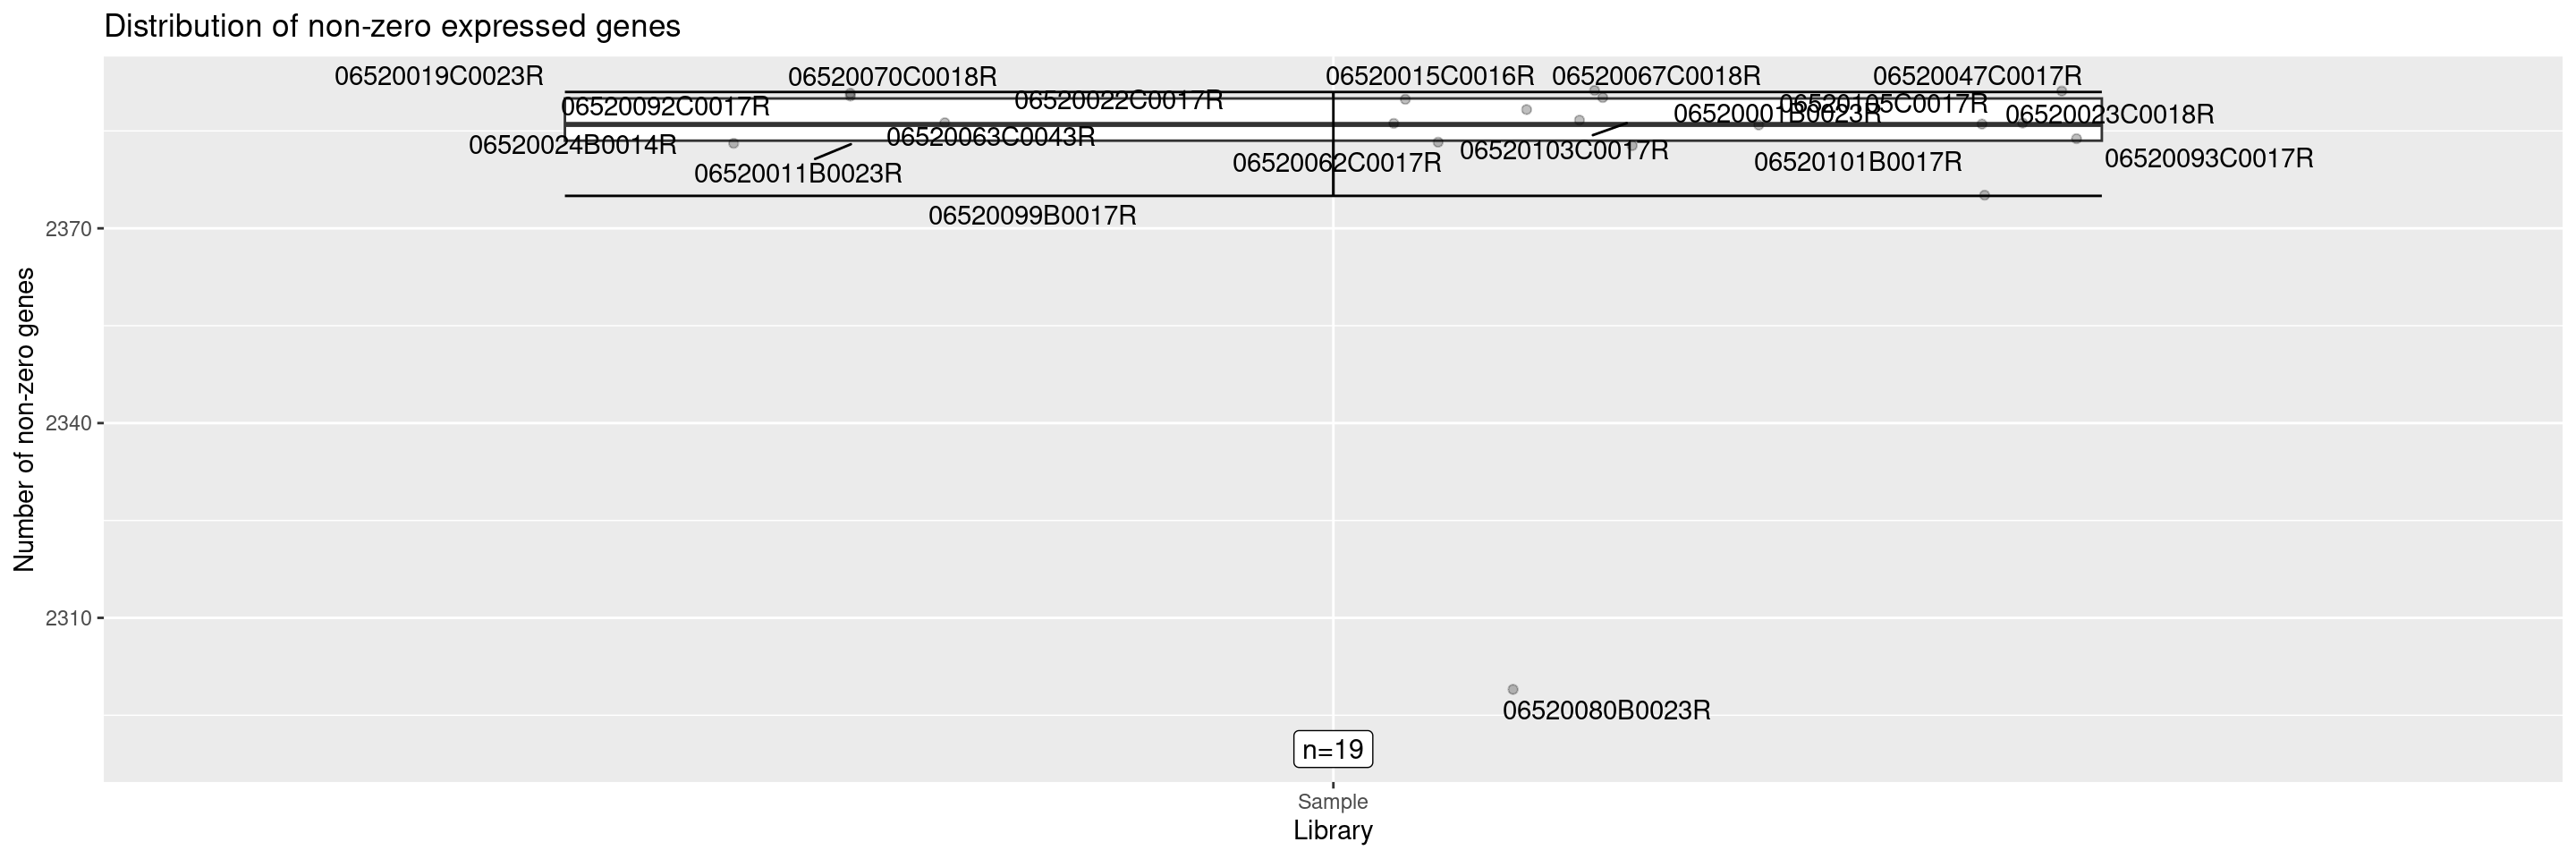 Distribution of non-zero expressed genes
06520019C0023R
06520070C0018R
06520015C0016R
06520067C0018R
06520047C0017R
06520092C0017R
06520022C0017R
06520105C0017R
06520001B0023R
06520023C0018R
06520024B0014R
06520063C0043R
06520103C0017R
06520062C0017R
06520101B0017R
06520093C0017R
06520011B0023R
06520099B0017R
2370
2340
2310
Number of non-zero genes
06520080B0023R
n=19
Sample
Library